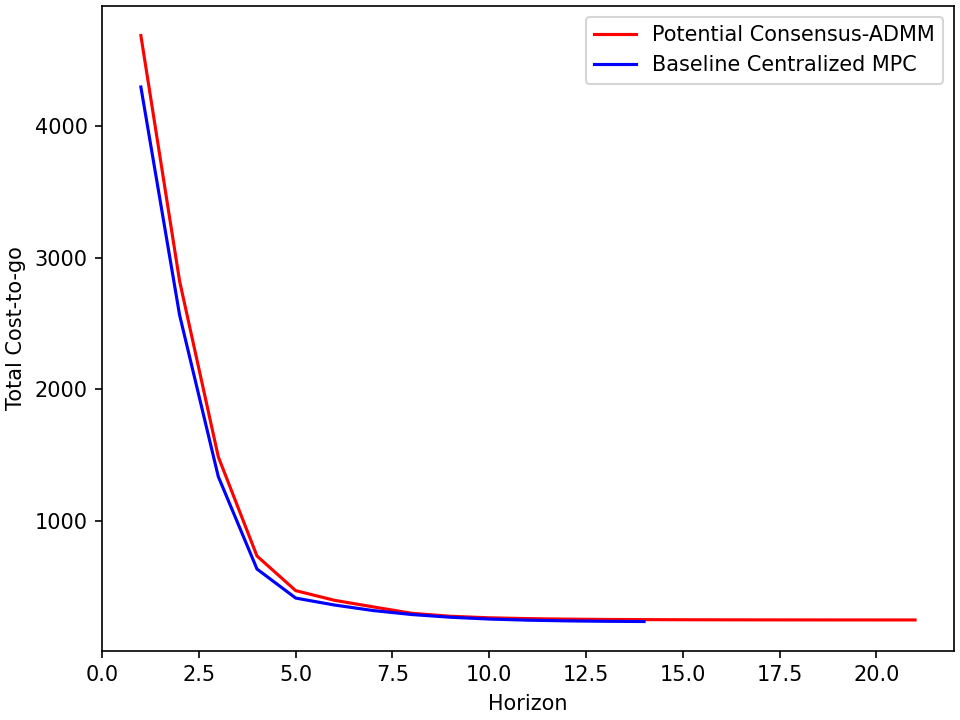 Potential Consensus-ADMM
Baseline Centralized MPC
Total Cost-to-go
4000
3000
2000
1000
0.0 2.5 5.0 7.5 10.0 12.5 15.0 17.5 20.0
Horizon